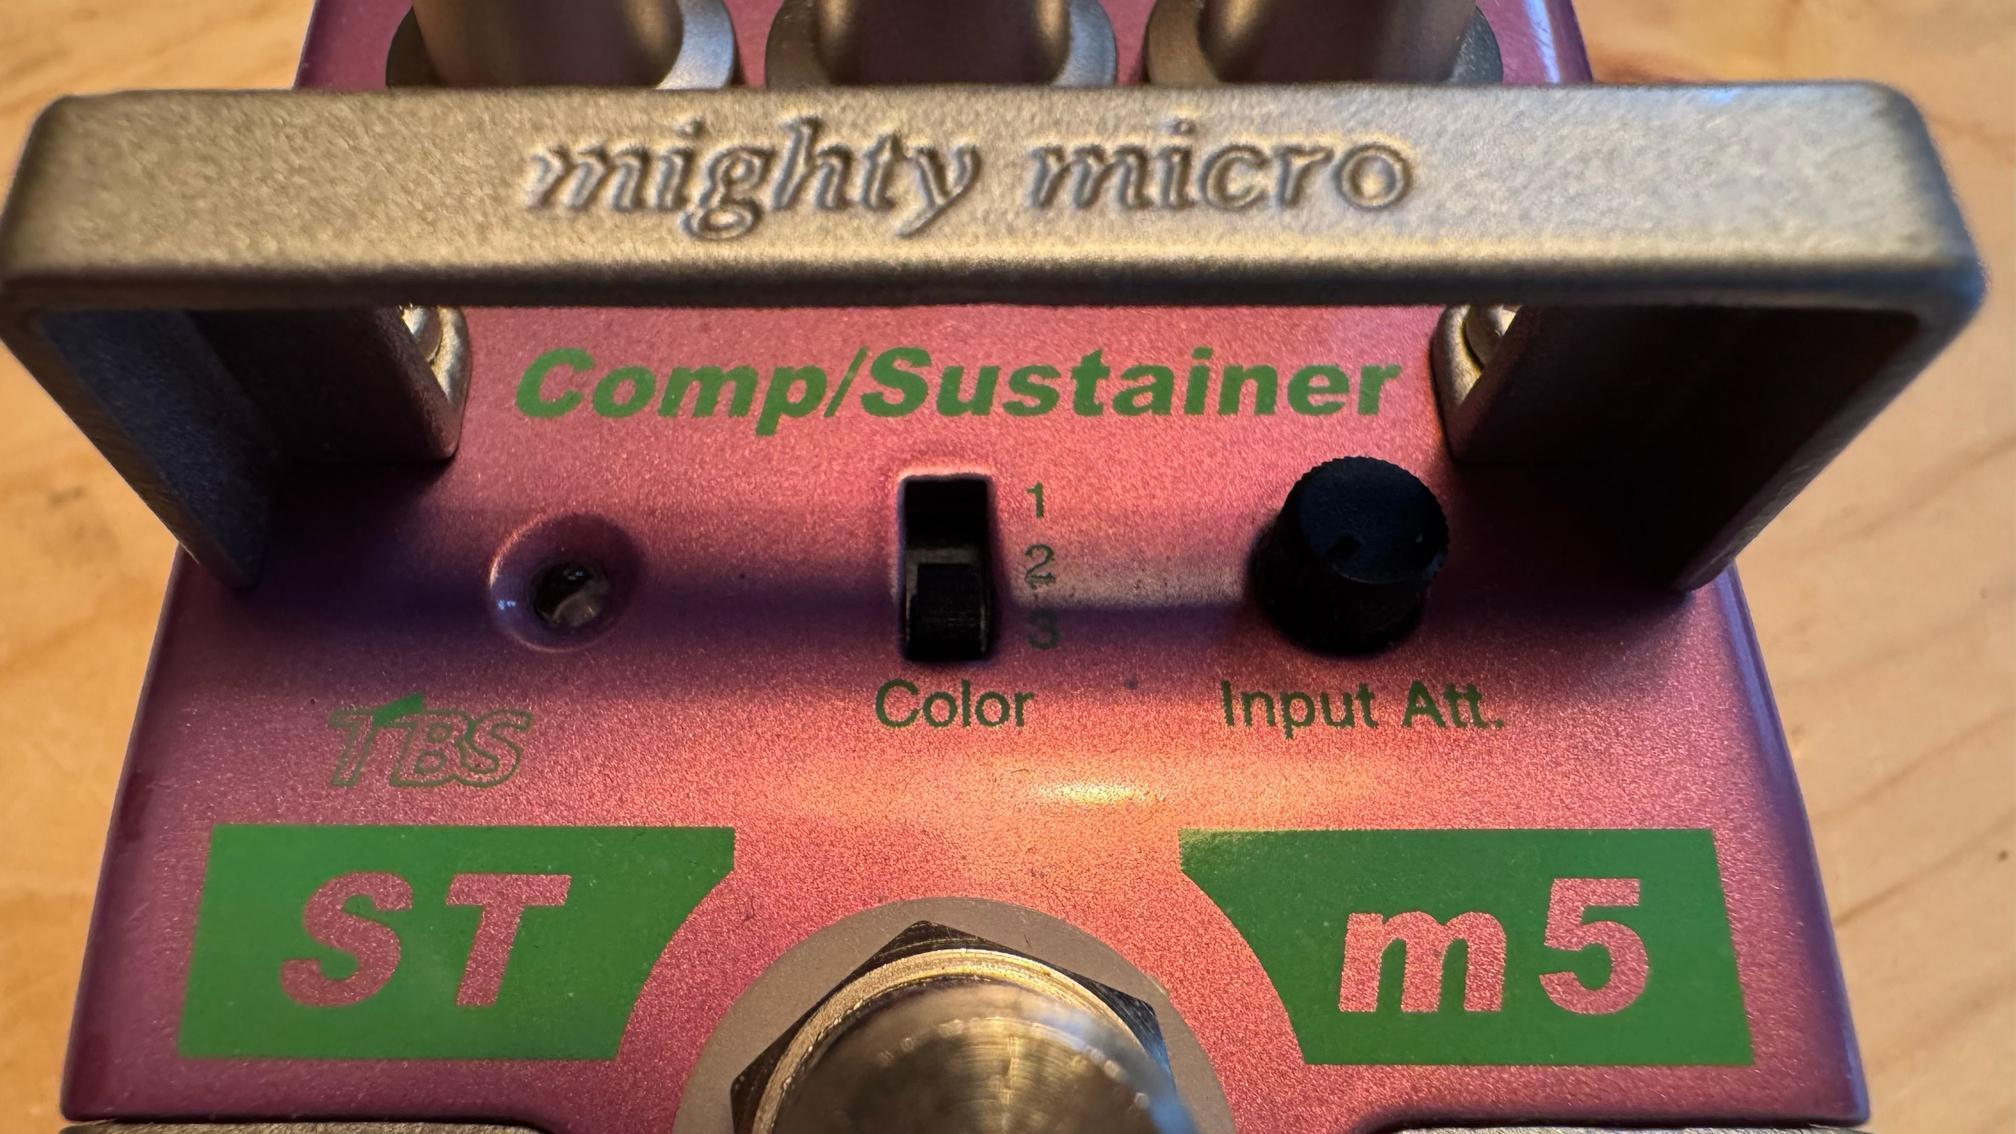 mighty micro
Comp/Sustainer
1
2
3
Color
Input Att.
TBS
ST
m5